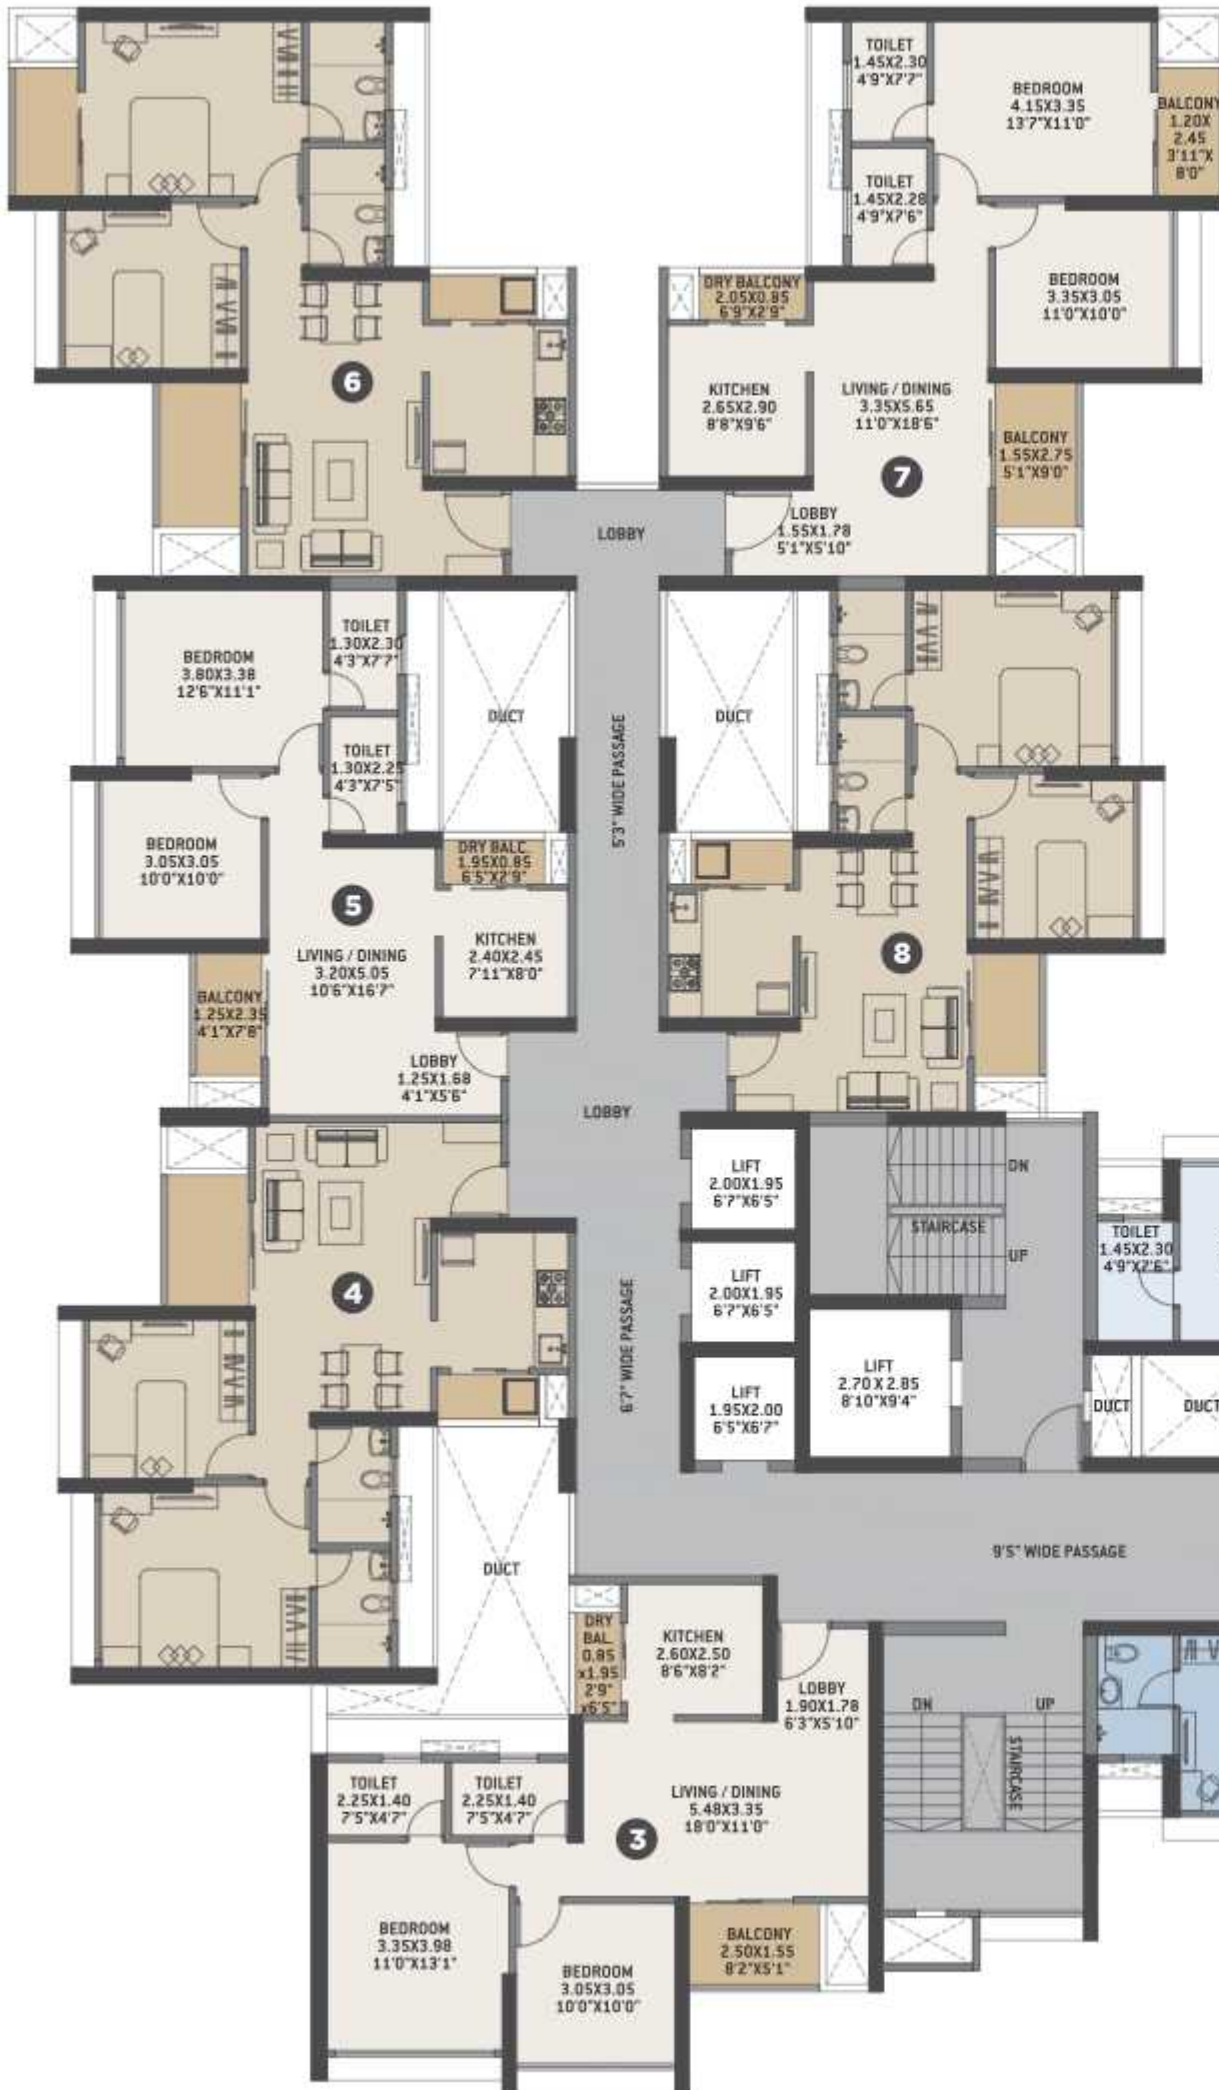 TOILET
1.45X2.30
4'9"X7'7"
BEDROOM
4.15X3.35
13'7"X11'0"
BALCONY
1.20X
2.45
3'11"X
8'0"
TOILET
1.45X2.28
4'9"X7'6"
BEDROOM
3.35X3.05
11'0"X10'0"
DRY BALCONY
2.05X0.85
6'9"X2'9"
6
KITCHEN
2.65X2.90
8'8"X9'6"
LIVING / DINING
3.35X5.65
11'0"X18'6"
7
BALCONY
1.55X2.75
5'1"X9'0"
LOBBY
LOBBY
1.55X1.78
5'1"X5'10"
BEDROOM
3.80X3.38
12'6"X11'1"
TOILET
1.30X2.30
4'3"X7'7"
DUCT
5'3" WIDE PASSAGE
DUCT
TOILET
1.30X2.25
4'3"X7'5"
BEDROOM
3.05X3.05
10'0"X10'0"
DRY BALC.
1.95X0.85
6'5"X2'9"
5
LIVING / DINING
3.20X5.05
10'6"X16'7"
KITCHEN
2.40X2.45
7'11"X8'0"
8
BALCONY
1.25X2.35
4'1"X7'8"
LOBBY
1.25X1.68
4'1"X5'6"
LOBBY
LIFT
2.00X1.95
6'7"X6'5"
DN
STAIRCASE
UP
TOILET
1.45X2.30
4'9"X7'6"
4
LIFT
2.00X1.95
6'7"X6'5"
6'7" WIDE PASSAGE
LIFT
1.95X2.00
6'5"X6'7"
LIFT
2.70 X 2.85
8'10"X9'4"
DUCT
DUCT
9'5" WIDE PASSAGE
DUCT
DRY
BAL.
0.85
x1.95
2'9"
x6'5"
KITCHEN
2.60X2.50
8'6"X8'2"
LOBBY
1.90X1.78
6'3"X5'10"
DN
UP
STAIRCASE
TOILET
2.25X1.40
7'5"X4'7"
TOILET
2.25X1.40
7'5"X4'7"
LIVING / DINING
5.48X3.35
18'0"X11'0"
3
BEDROOM
3.35X3.98
11'0"X13'1"
BEDROOM
3.05X3.05
10'0"X10'0"
BALCONY
2.50X1.55
8'2"X5'1"